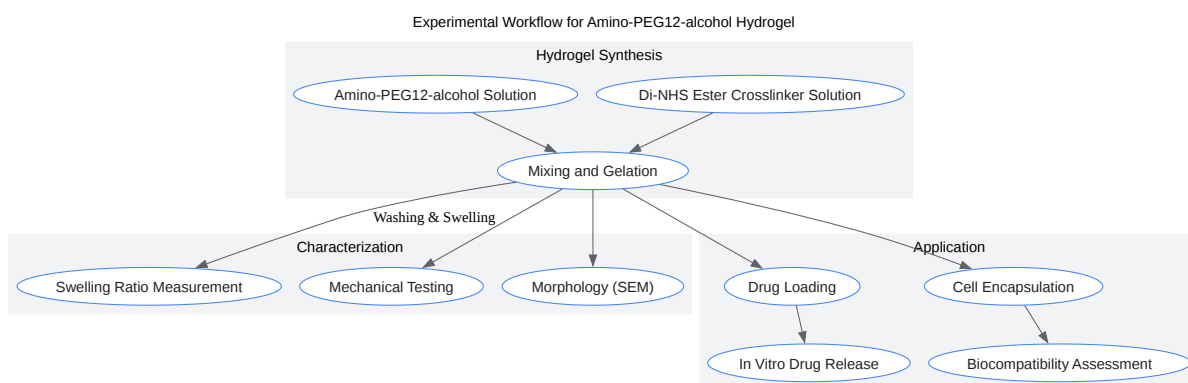 Experimental Workflow for Amino-PEG12-alcohol Hydrogel
Hydrogel Synthesis
Amino-PEG12-alcohol Solution
Di-NHS Ester Crosslinker Solution
Mixing and Gelation
Washing & Swelling
Characterization
Application
Swelling Ratio Measurement
Mechanical Testing
Morphology (SEM)
Drug Loading
Cell Encapsulation
In Vitro Drug Release
Biocompatibility Assessment